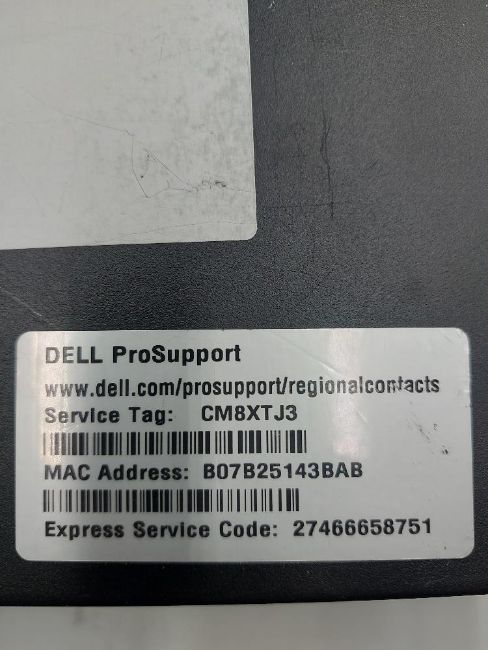 DELL ProSupport
www.dell.com/prosupport/regionalcontacts
Service Tag: CM8XTJ3
MAC Address: B07B25143BAB
Express Service Code: 27466658751